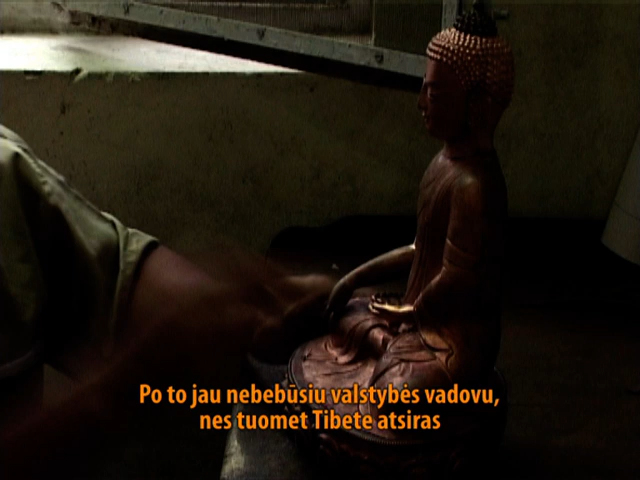 Po to jau nebebūsiu valstybės vadovu,
nes tuomet Tibete atsiras